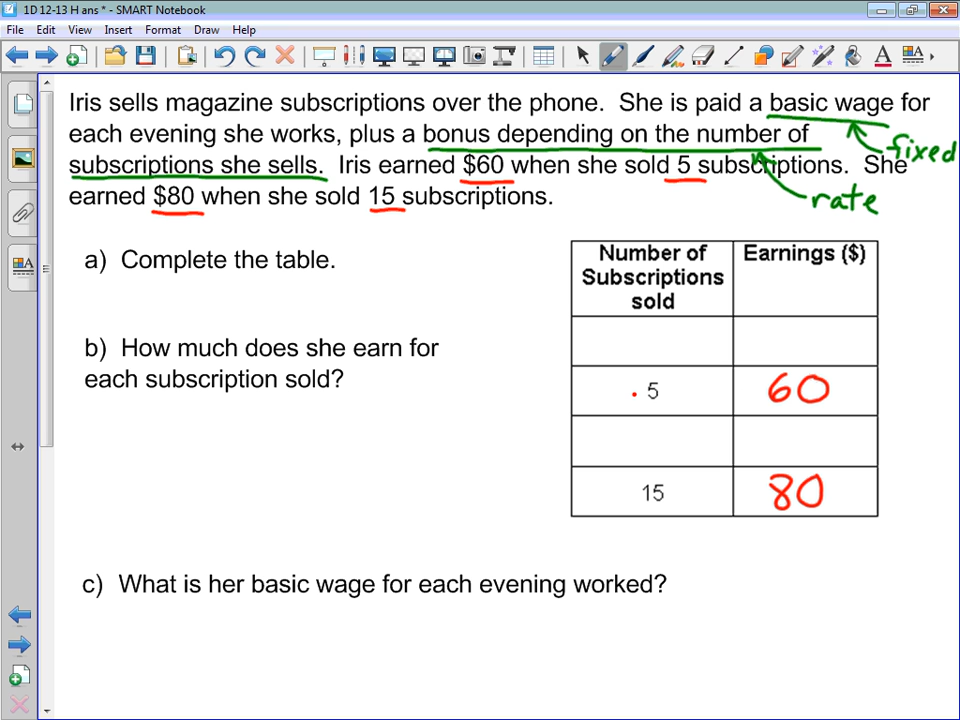 1D 12-13 H ans * - SMART Notebook
File Edit View Insert Format Draw Help
Iris sells magazine subscriptions over the phone. She is paid a basic wage for
each evening she works, plus a bonus depending on the number of
fixed
subscriptions she sells. Iris earned $60 when she sold 5 subscriptions. She
earned $80 when she sold 15 subscriptions.
rate
a) Complete the table.
Number of Subscriptions sold Earnings ($)
b) How much does she earn for
each subscription sold?
5 60
15 80
c) What is her basic wage for each evening worked?